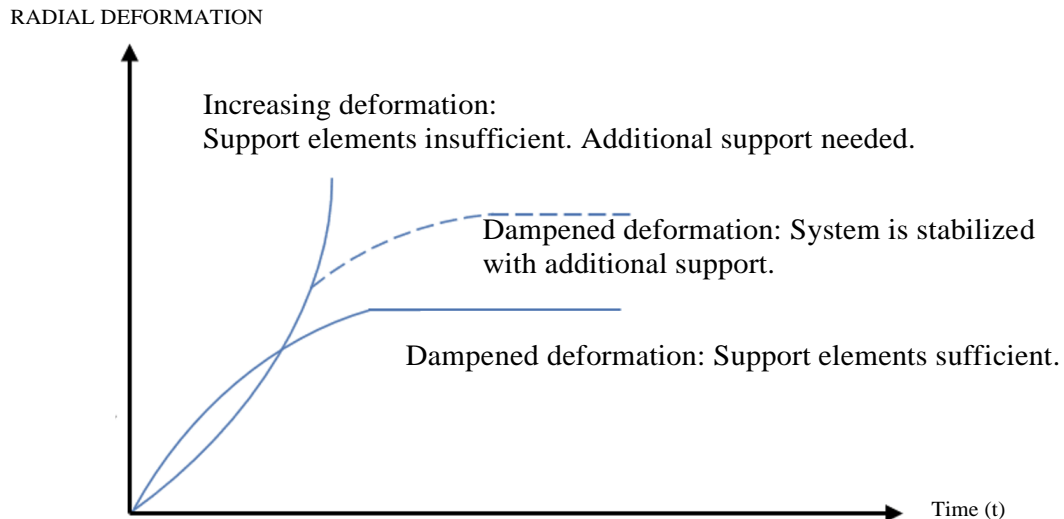 RADIAL DEFORMATION
Increasing deformation:
Support elements insufficient. Additional support needed.
Dampened deformation: System is stabilized
with additional support.
Dampened deformation: Support elements sufficient.
Time (t)